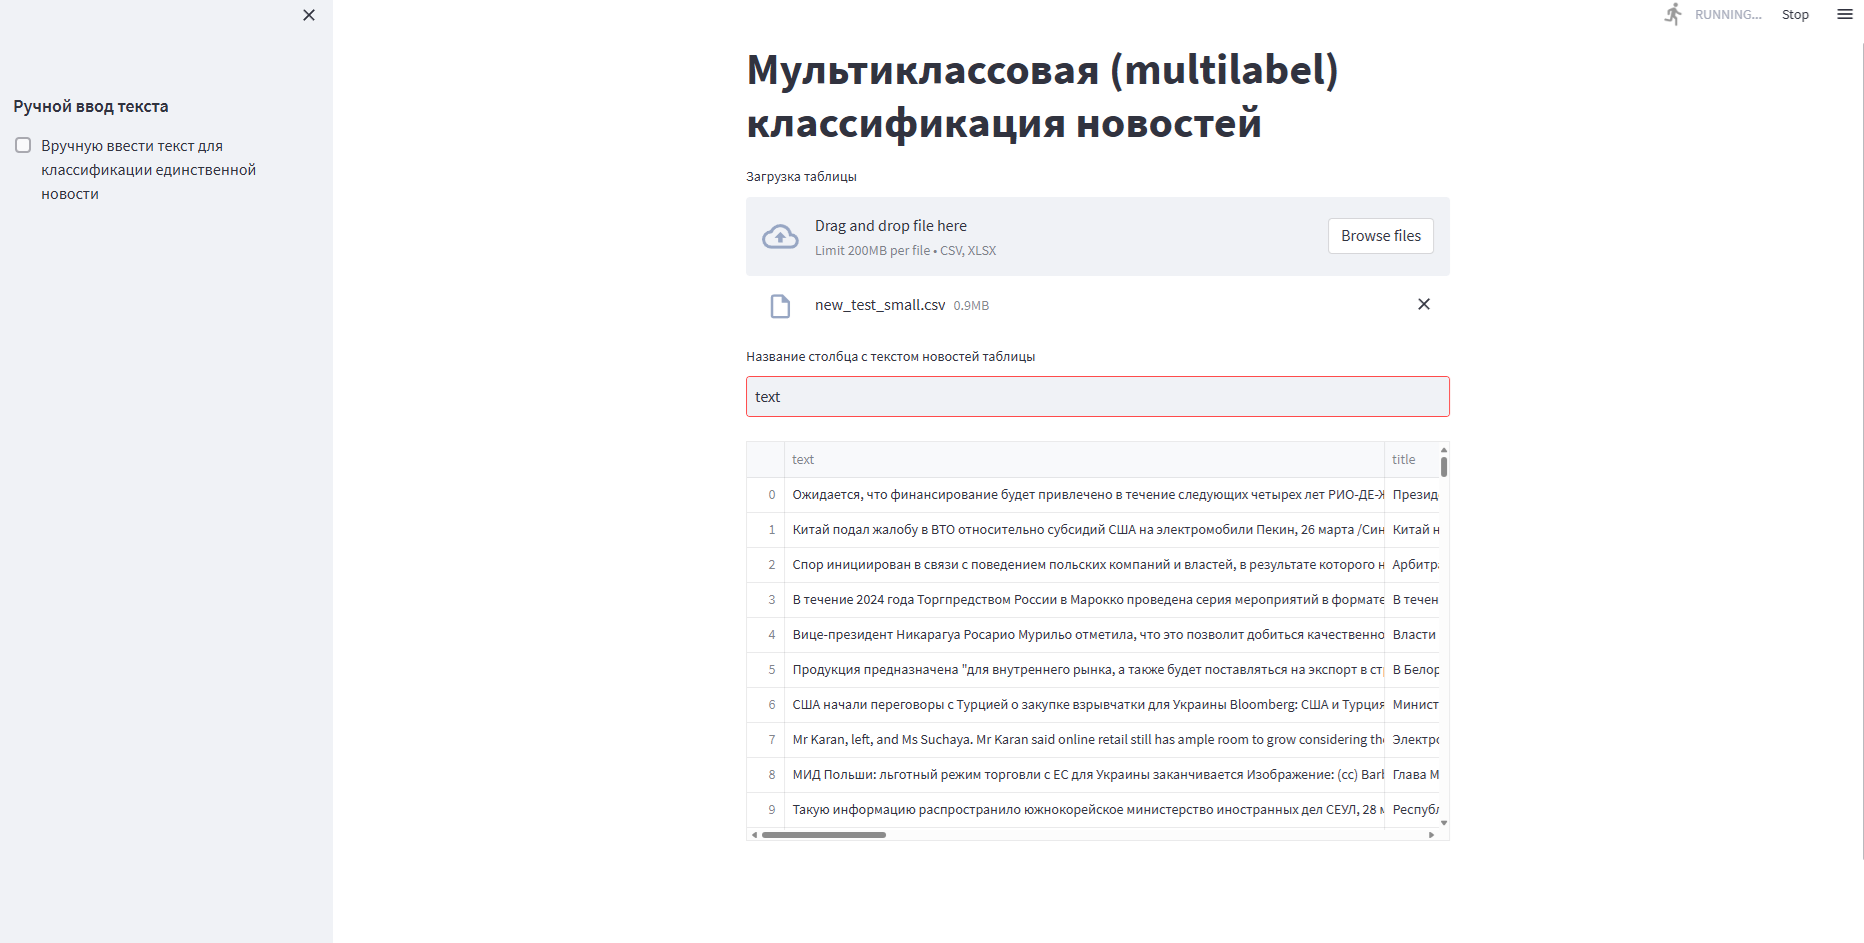 RUNNING...
Stop
Ручной ввод текста
Вручную ввести текст для
классификации единственной
новости
Мультиклассовая (multilabel)
классификация новостей
Загрузка таблицы
Drag and drop file here
Limit 200MB per file • CSV, XLSX
Browse files
new_test_small.csv 0.9MB
Название столбца с текстом новостей таблицы
text
text title
0 Ожидается, что финансирование будет привлечено в течение следующих четырех лет РИО-ДЕ-Ж Президе
1 Китай подал жалобу в ВТО относительно субсидий США на электромобили Пекин, 26 марта /Син Китай н
2 Спор инициирован в связи с поведением польских компаний и властей, в результате которого н Арбитра
3 В течение 2024 года Торгпредством России в Марокко проведена серия мероприятий в формате В течен
4 Вице-президент Никарагуа Росарио Мурильо отметила, что это позволит добиться качественно Власти
5 Продукция предназначена "для внутреннего рынка, а также будет поставляться на экспорт в ст В Белор
6 США начали переговоры с Турцией о закупке взрывчатки для Украины Bloomberg: США и Турция Минист
7 Mr Karan, left, and Ms Suchaya. Mr Karan said online retail still has ample room to grow considering the Электро
8 МИД Польши: льготный режим торговли с ЕС для Украины заканчивается Изображение: (сс) Barb Глава М
9 Такую информацию распространило южнокорейское министерство иностранных дел СЕУЛ, 28 м Республ